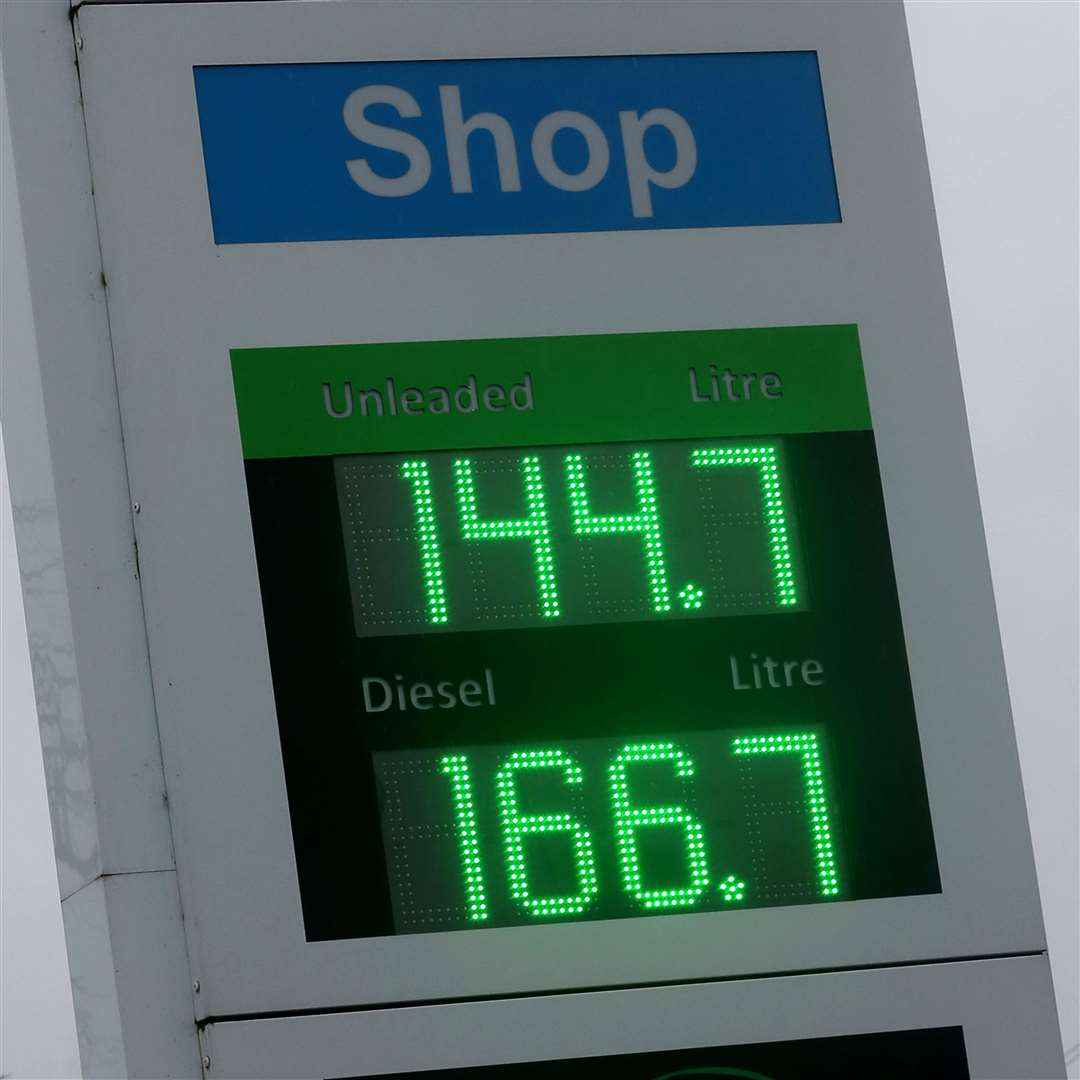 Shop
Unleaded Litre
144.7
Diesel Litre
166.7